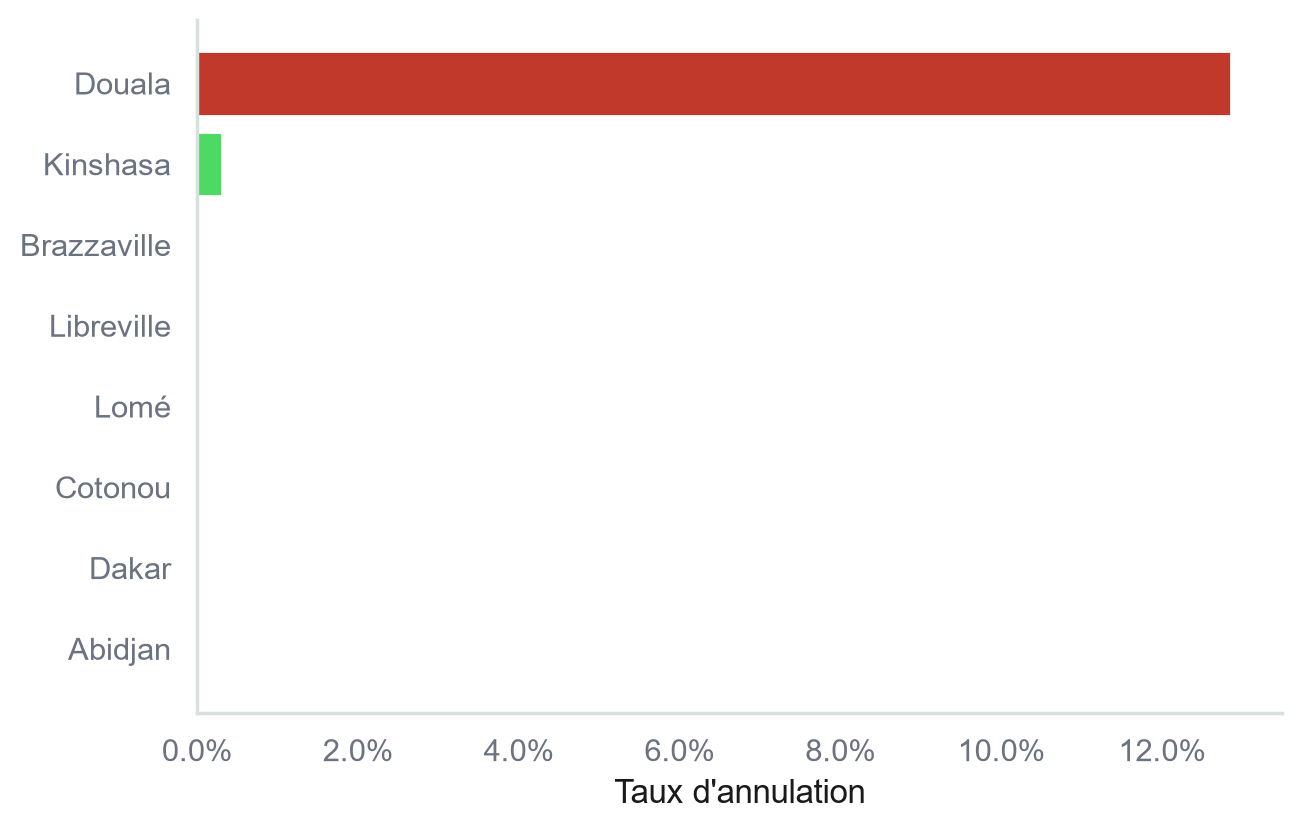 Douala
Kinshasa
Brazzaville
Libreville
Lomé
Cotonou
Dakar
Abidjan
0.0% 2.0% 4.0% 6.0% 8.0% 10.0% 12.0%
Taux d'annulation